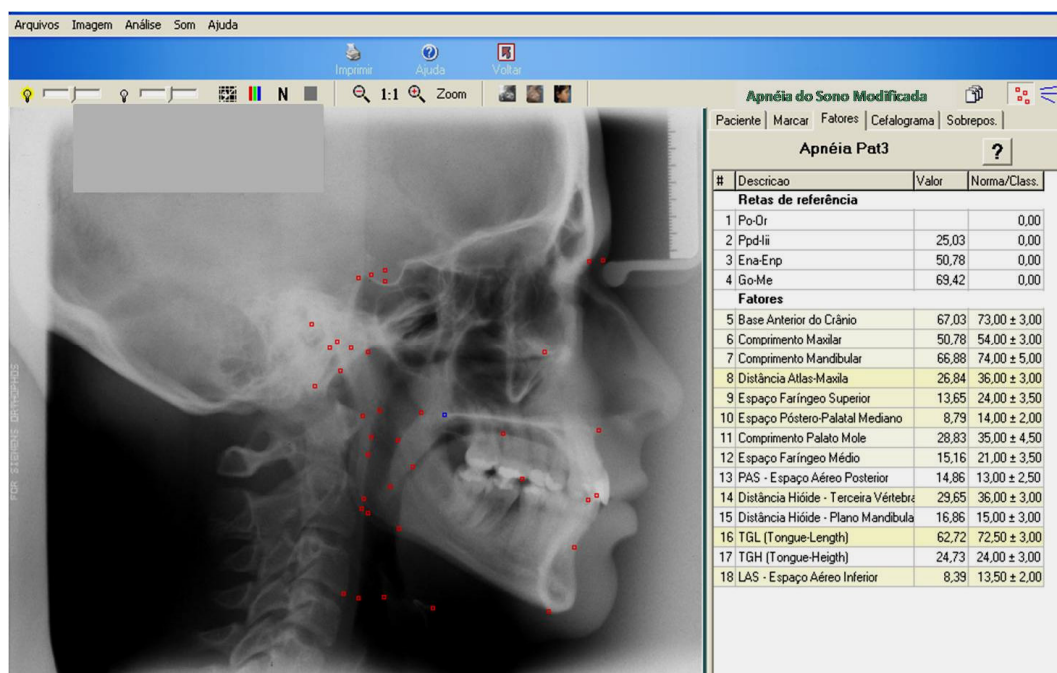 Arquivos Imagem Análise Som Ajuda
Imprimir Ajuda Voltar
N 1:1 Zoom Apnéia do Sono Modificada
Paciente Marcar Fatores Cefalograma Sobrepos.
Apnéia Pat3 ?
# Descricao Valor Norma/Class.
Retas de referência
1 Po-Or 0,00
2 Ppd-Iii 25,03 0,00
3 Ena-Enp 50,78 0,00
4 Go-Me 69,42 0,00
Fatores
5 Base Anterior do Crânio 67,03 73,00 ± 3,00
6 Comprimento Maxilar 50,78 54,00 ± 3,00
7 Comprimento Mandibular 66,88 74,00 ± 5,00
8 Distância Atlas-Maxila 26,84 36,00 ± 3,00
9 Espaço Faríngeo Superior 13,65 24,00 ± 3,50
10 Espaço Póstero-Palatal Mediano 8,79 14,00 ± 2,00
11 Comprimento Palato Mole 28,83 35,00 ± 4,50
12 Espaço Faríngeo Médio 15,16 21,00 ± 3,50
13 PAS - Espaço Aéreo Posterior 14,86 13,00 ± 2,50
14 Distância Hióide - Terceira Vértebra 29,65 36,00 ± 3,00
15 Distância Hióide - Plano Mandibula 16,86 15,00 ± 3,00
16 TGL (Tongue-Length) 62,72 72,50 ± 3,00
17 TGH (Tongue-Heigth) 24,73 24,00 ± 3,00
18 LAS - Espaço Aéreo Inferior 8,39 13,50 ± 2,00
FOR SIEMENS ORTHOPHOS